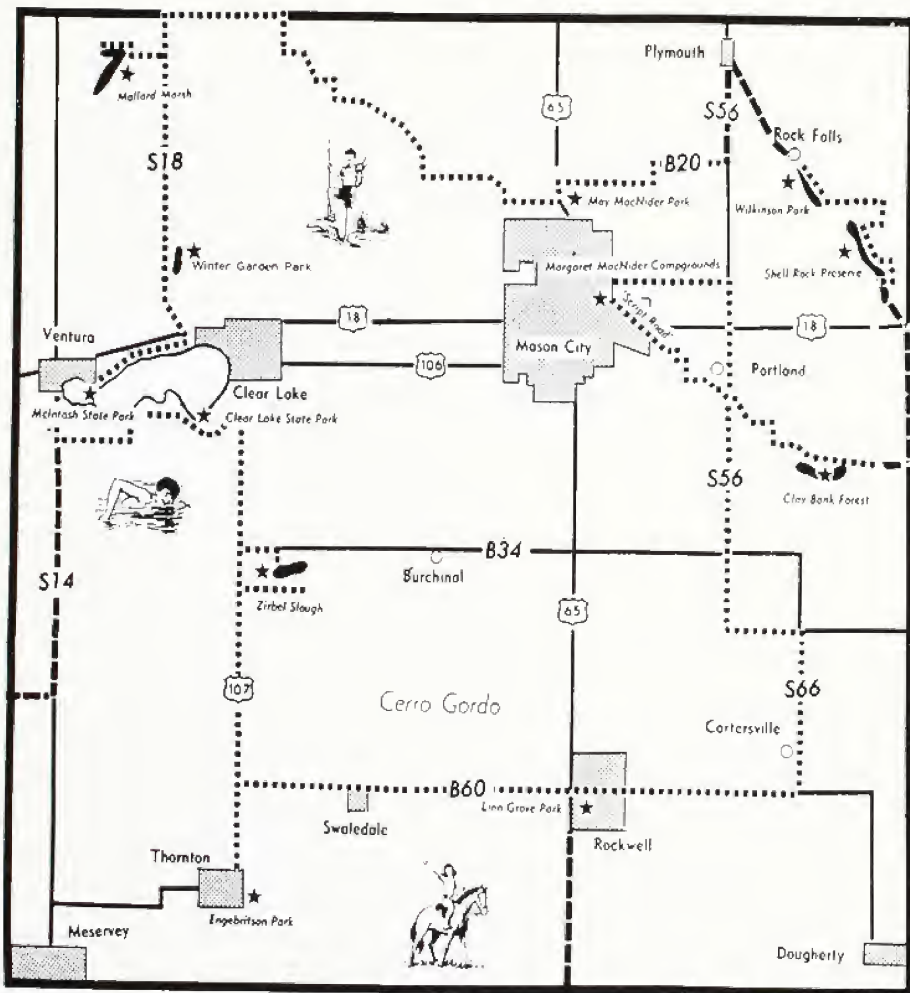 Plymouth
65
S56
Mallard Marsh
Rock Falls
S18
B20
May MacNider Park
Wilkinson Park
Winter Garden Park
Margaret MacNider Campgrounds
Shell Rock Preserve
Script Road
18
18
Ventura
Mason City
106
Portland
Clear Lake
McIntosh State Park
Clear Lake State Park
S56
Clay Bank Forest
B34
Burchinal
S14
Zirbel Slough
65
107
S66
Cerro Gordo
Cartersville
B60
Linn Grove Park
Swaledale
Rockwell
Thornton
Engebritson Park
Meservey
Dougherty